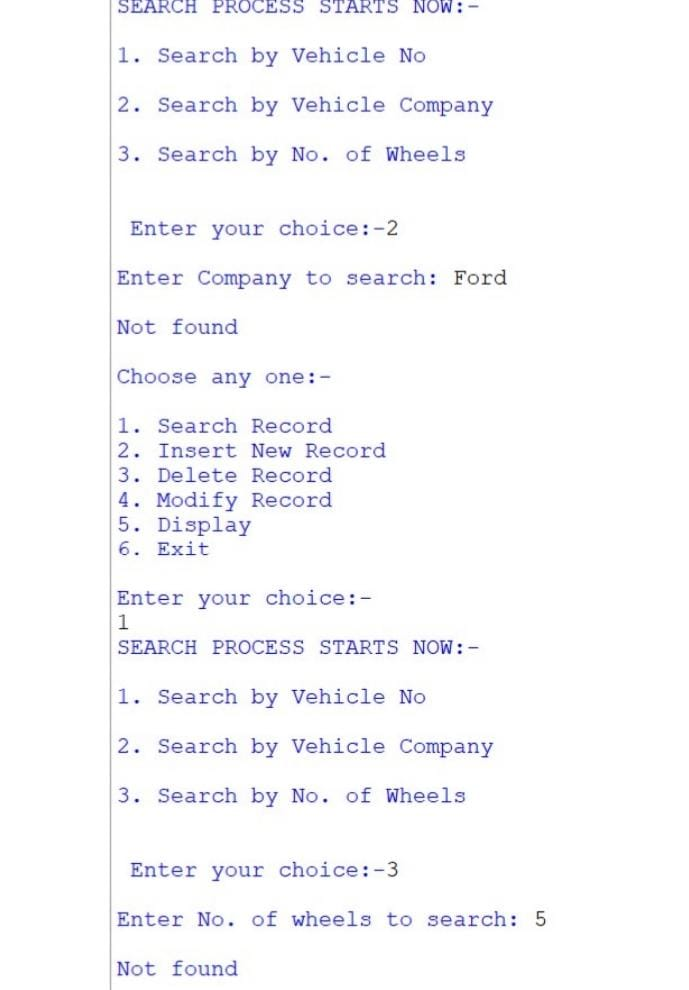 SEARCH PROCESS STARTS NOW:-
1. Search by Vehicle No
2. Search by Vehicle Company
3. Search by No. of Wheels
Enter your choice:-2
Enter Company to search: Ford
Not found
Choose any one:-
1. Search Record
2. Insert New Record
3. Delete Record
4. Modify Record
5. Display
6. Exit
Enter your choice:-
1
SEARCH PROCESS STARTS NOW:-
1. Search by Vehicle No
2. Search by Vehicle Company
3. Search by No. of Wheels
Enter your choice:-3
Enter No. of wheels to search: 5
Not found